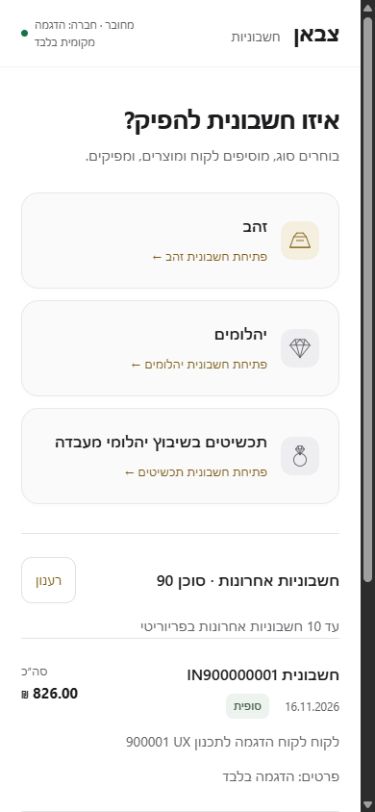 צבאן חשבוניות
מחובר · חברה: הדגמה
מקומית בלבד
איזו חשבונית להפיק?
בוחרים סוג, מוסיפים לקוח ומוצרים, ומפיקים.
זהב
פתיחת חשבונית זהב ←
יהלומים
פתיחת חשבונית יהלומים ←
תכשיטים בשיבוץ יהלומי מעבדה
פתיחת חשבונית תכשיטים ←
חשבוניות אחרונות · סוכן 90
רענון
עד 10 חשבוניות אחרונות בפריוריטי
חשבונית IN900000001
סה"כ
16.11.2026 סופית
826.00 ₪
לקוח לקוח הדגמה לתכנון UX 900001
פרטים: הדגמה בלבד